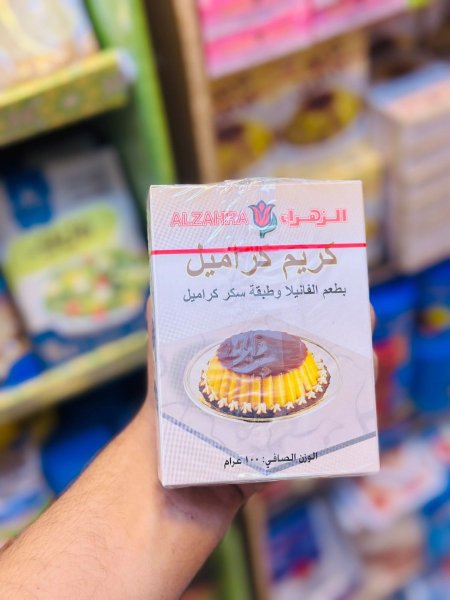 ALZAHRA الزهراء
كريم كراميل
بطعم الفانيلا وطبقة سكر كراميل
الوزن الصافي: ١٠٠ غرام